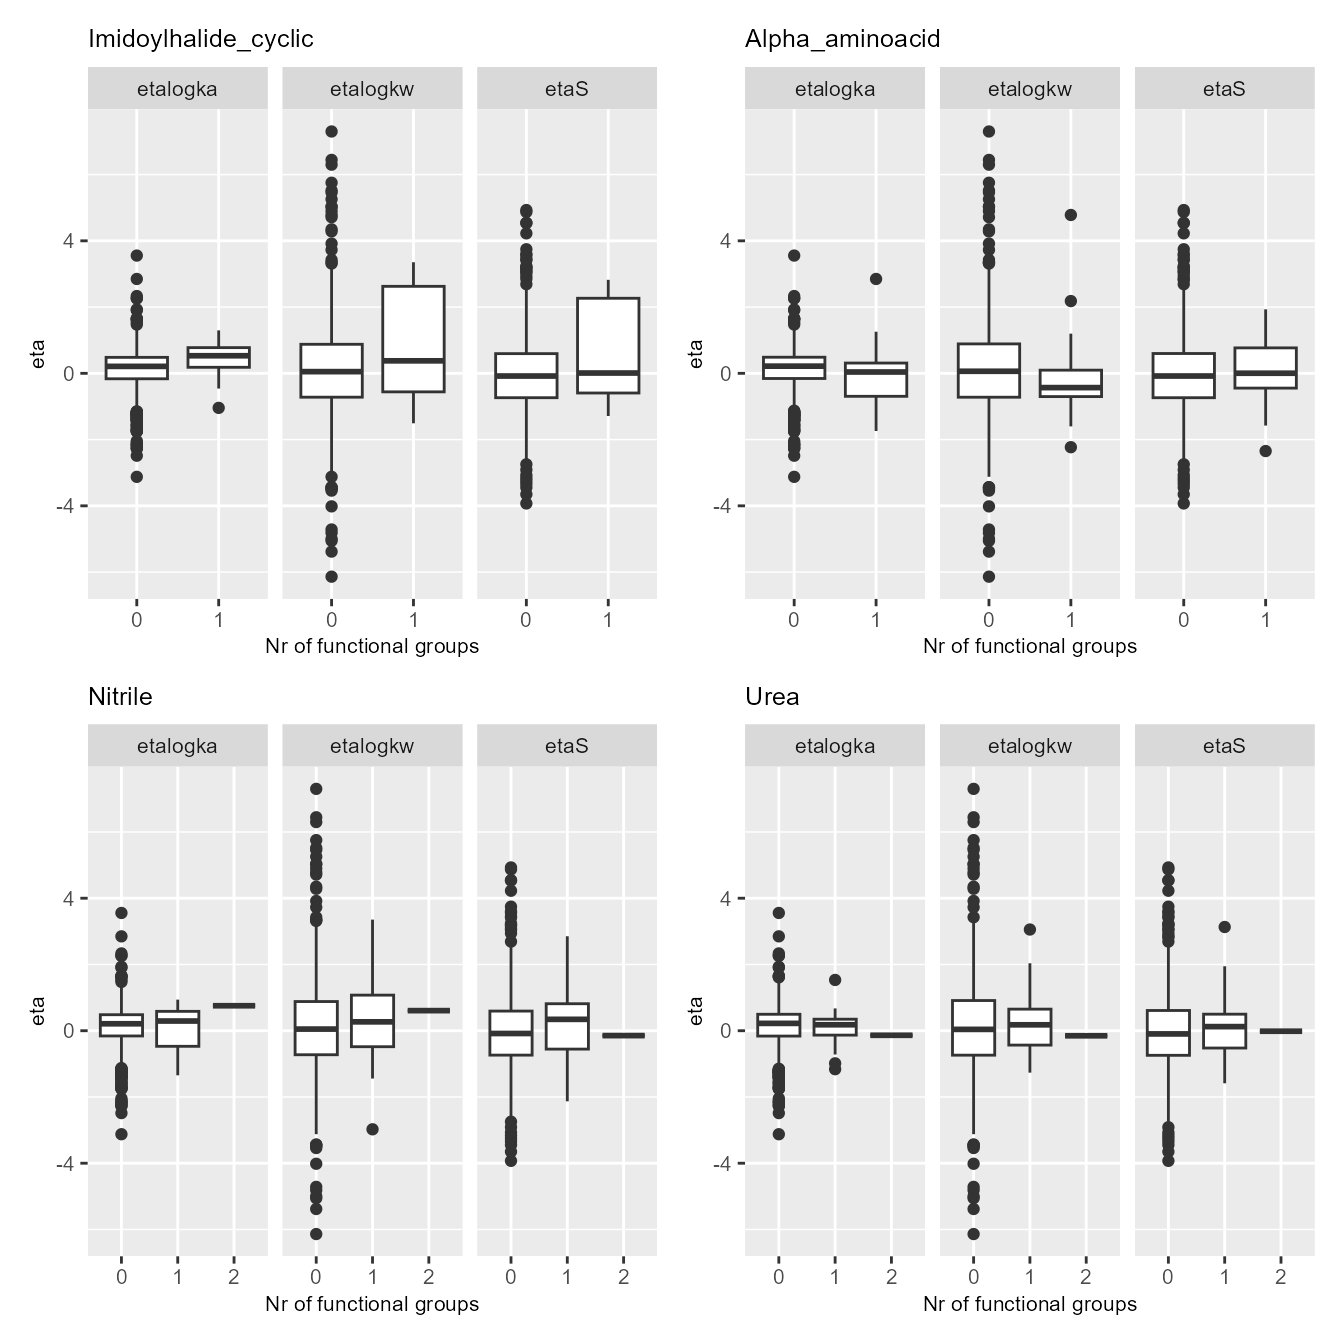 Imidoylhalide_cyclic
etalogka etalogkw etaS
eta
4
0
-4
0 1 0 1 0 1
Nr of functional groups
Alpha_aminoacid
etalogka etalogkw etaS
eta
4
0
-4
0 1 0 1 0 1
Nr of functional groups
Nitrile
etalogka etalogkw etaS
eta
4
0
-4
0 1 2 0 1 2 0 1 2
Nr of functional groups
Urea
etalogka etalogkw etaS
eta
4
0
-4
0 1 2 0 1 2 0 1 2
Nr of functional groups